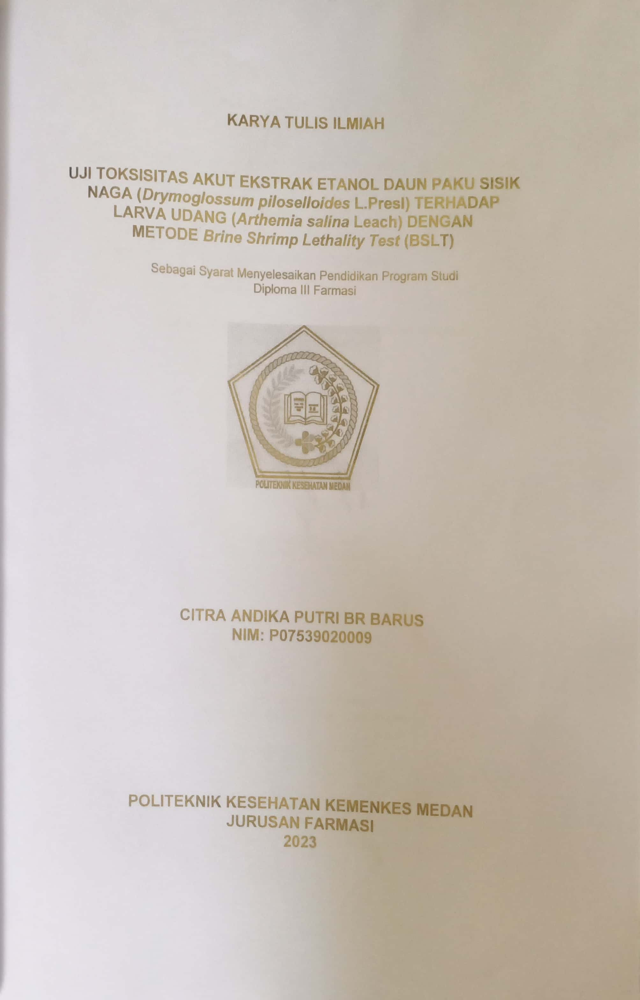 KARYA TULIS ILMIAH
UJI TOKSISITAS AKUT EKSTRAK ETANOL DAUN PAKU SISIK
NAGA (Drymoglossum piloselloides L.Presl) TERHADAP
LARVA UDANG (Arthemia salina Leach) DENGAN
METODE Brine Shrimp Lethality Test (BSLT)
Sebagai Syarat Menyelesaikan Pendidikan Program Studi
Diploma III Farmasi
POLITEKNIK KESEHATAN MEDAN
CITRA ANDIKA PUTRI BR BARUS
NIM: P07539020009
POLITEKNIK KESEHATAN KEMENKES MEDAN
JURUSAN FARMASI
2023